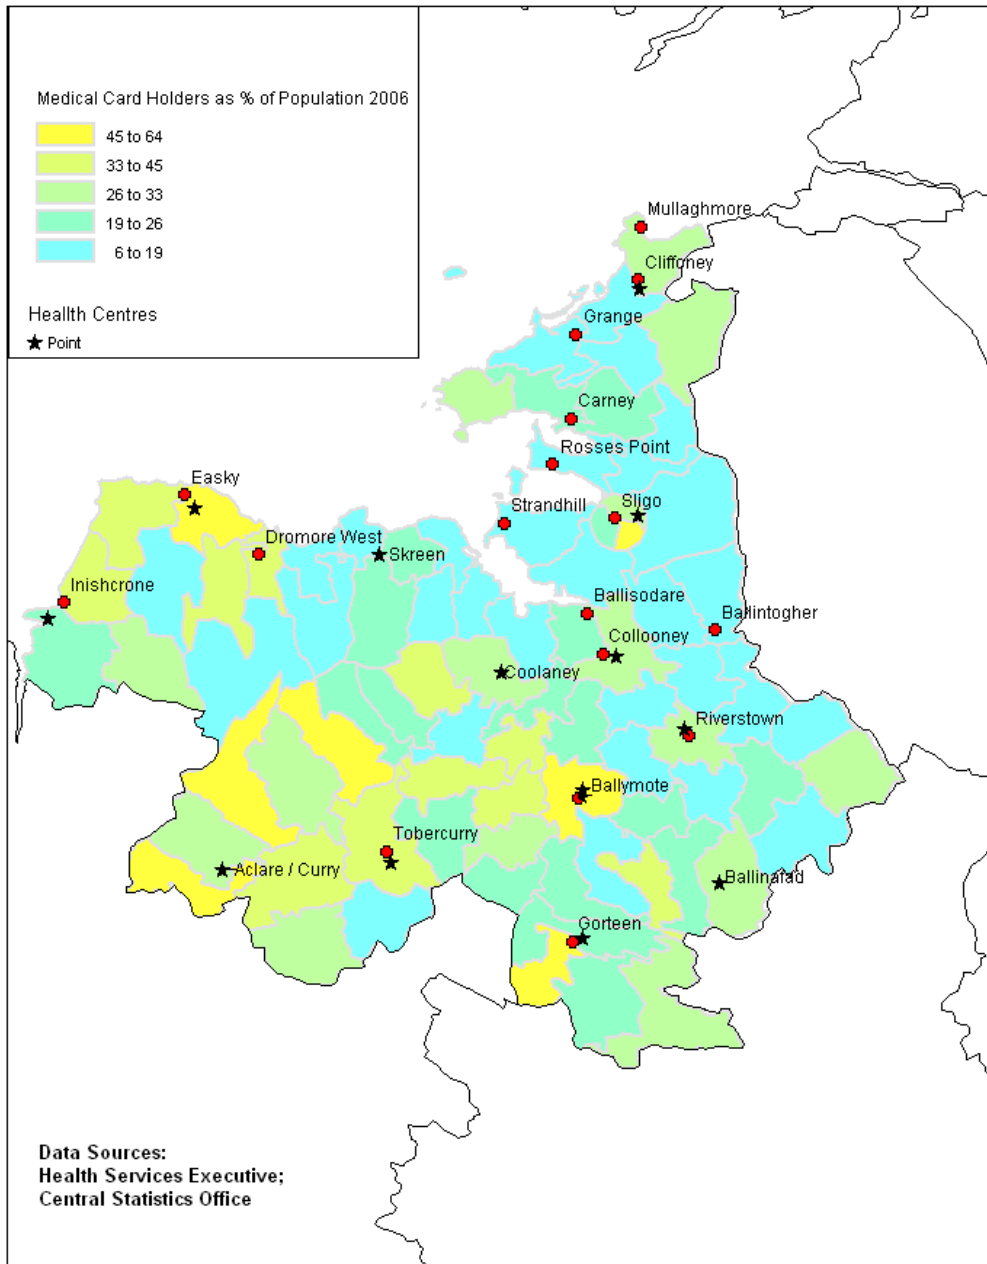 Medical Card Holders as % of Population 2006
45 to 64
33 to 45
26 to 33
19 to 26
6 to 19
Heallth Centres
Point
Mullaghmore
Cliffoney
Grange
Carney
Rosses Point
Easky
Strandhill
Sligo
Dromore West
Skreen
Inishcrone
Ballisodare
Ballintogher
Collooney
Coolaney
Riverstown
Ballymote
Tobercurry
Aclare / Curry
Ballinafad
Gorteen
Data Sources:
Health Services Executive;
Central Statistics Office